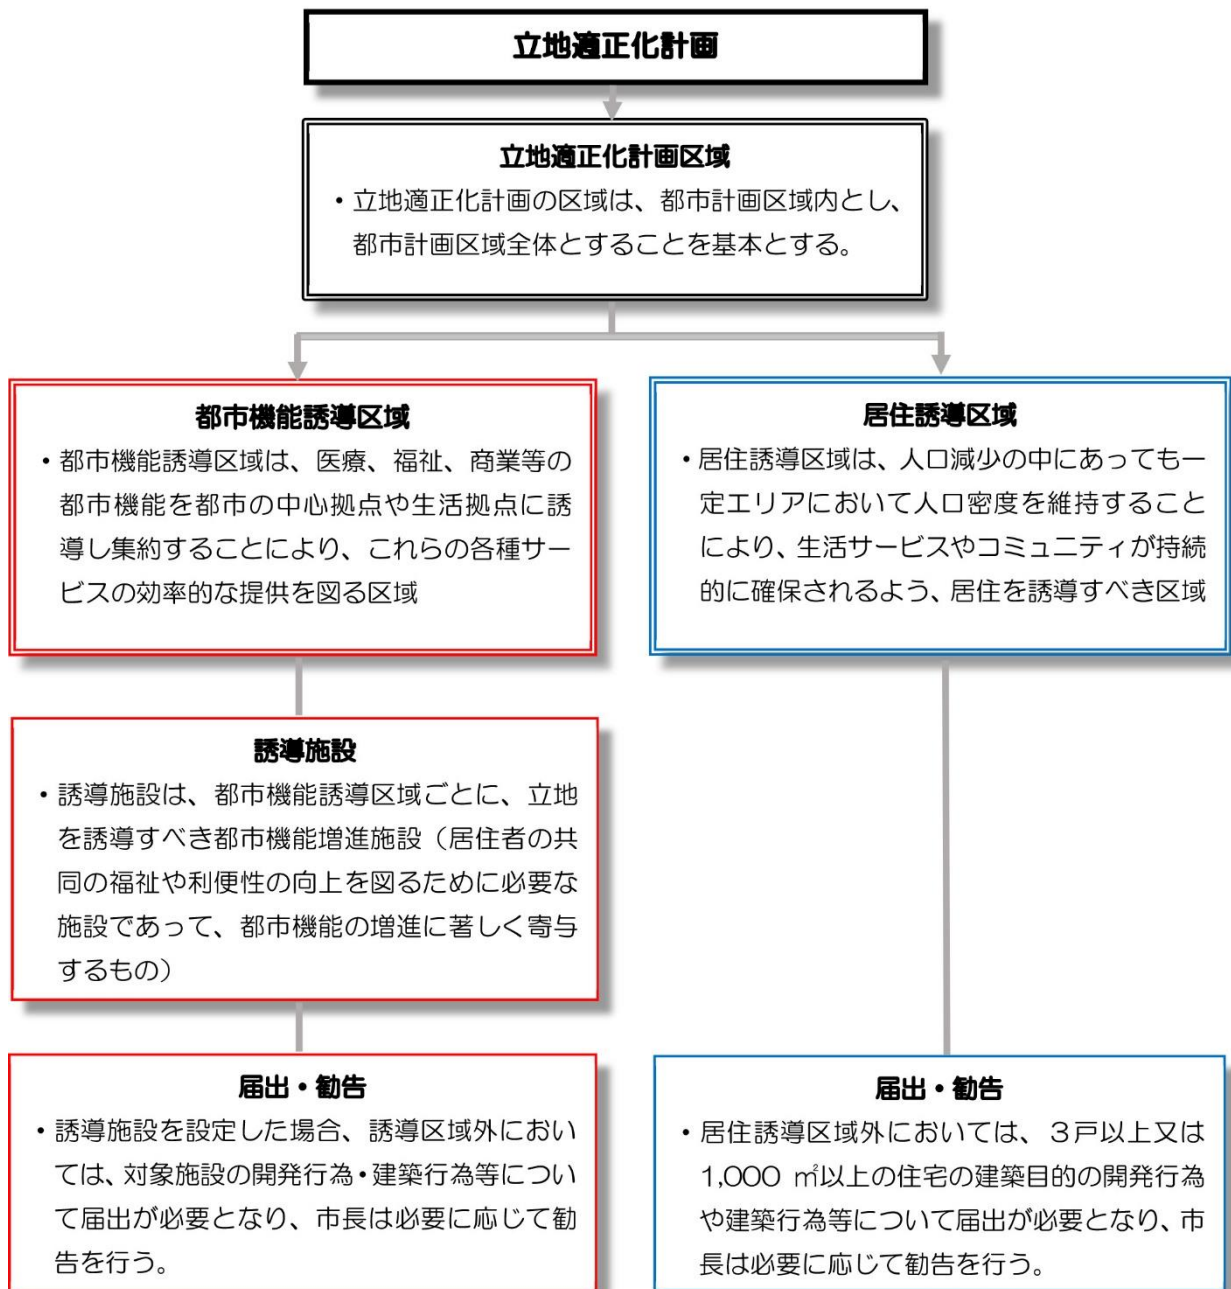 立地適正化計画
立地適正化計画区域
・立地適正化計画の区域は、都市計画区域内とし、
都市計画区域全体とすることを基本とする。
都市機能誘導区域
・都市機能誘導区域は、医療、福祉、商業等の
都市機能を都市の中心拠点や生活拠点に誘
導し集約することにより、これらの各種サー
ビスの効率的な提供を図る区域
居住誘導区域
・居住誘導区域は、人口減少の中にあっても一
定エリアにおいて人口密度を維持すること
により、生活サービスやコミュニティが持続
的に確保されるよう、居住を誘導すべき区域
誘導施設
・誘導施設は、都市機能誘導区域ごとに、立地
を誘導すべき都市機能増進施設（居住者の共
同の福祉や利便性の向上を図るために必要な
施設であって、都市機能の増進に著しく寄与
するもの）
届出・勧告
・誘導施設を設定した場合、誘導区域外におい
ては、対象施設の開発行為・建築行為等につい
て届出が必要となり、市長は必要に応じて勧
告を行う。
届出・勧告
・居住誘導区域外においては、３戸以上又は
1,000 ㎡以上の住宅の建築目的の開発行為
や建築行為等について届出が必要となり、市
長は必要に応じて勧告を行う。